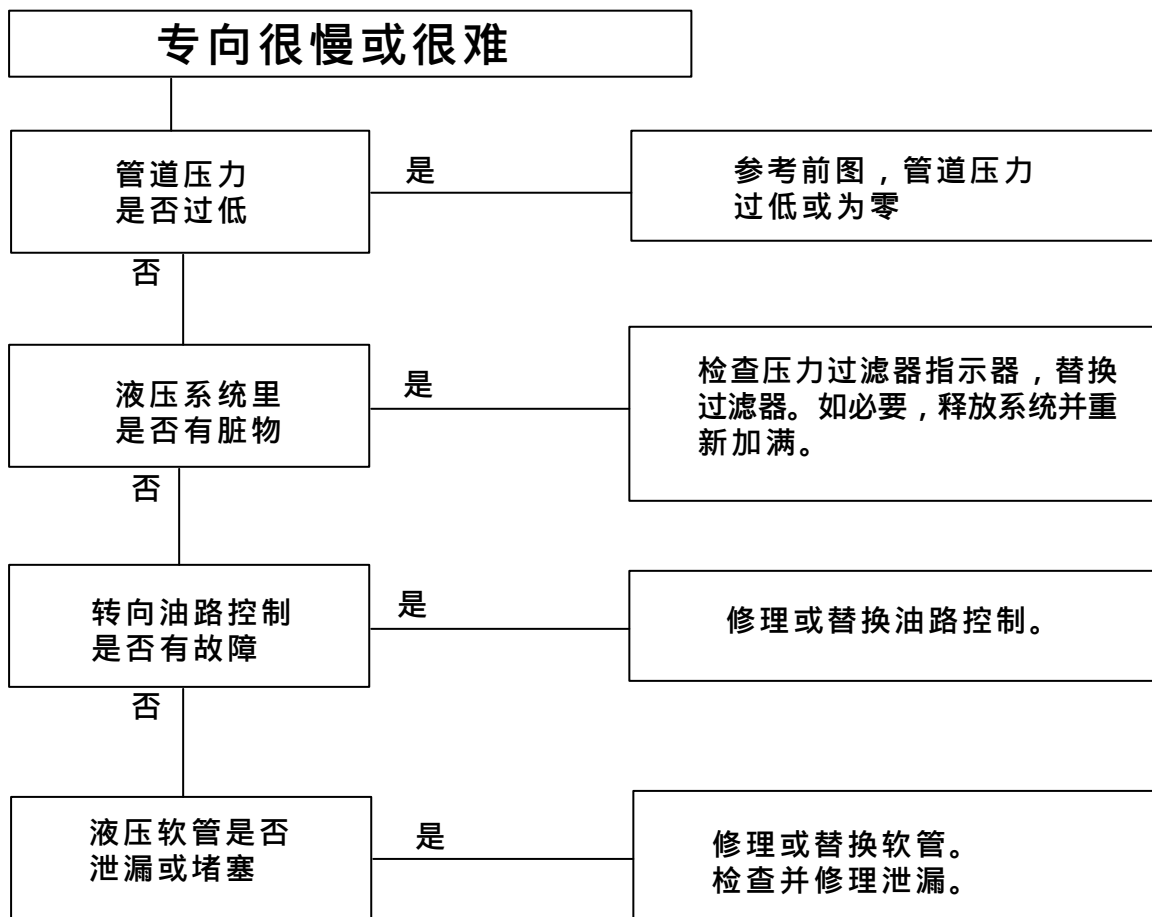 专向很慢或很难
管道压力
是否过低
是
参考前图，管道压力
过低或为零
否
液压系统里
是否有脏物
是
检查压力过滤器指示器，替换
过滤器。如必要，释放系统并重
新加满。
否
转向油路控制
是否有故障
是
修理或替换油路控制。
否
液压软管是否
泄漏或堵塞
是
修理或替换软管。
检查并修理泄漏。